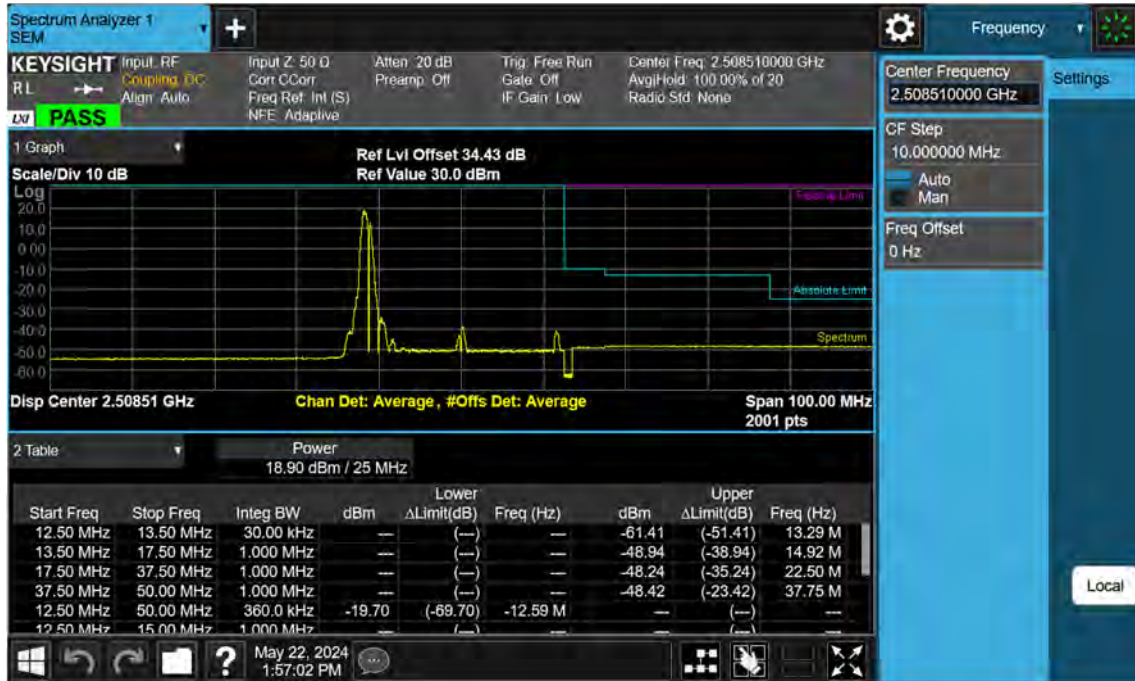 Spectrum Analyzer 1
SEM
Frequency
KEYSIGHT
R L
LXI
PASS
Input: RF
Coupling: DC
Align: Auto
Input Z: 50 Ω
Corr CCorr
Freq Ref: Int (S)
NFE: Adaptive
Atten: 20 dB
Preamp: Off
Trig: Free Run
Gate: Off
IF Gain: Low
Center Freq: 2.508510000 GHz
Avg|Hold: 100.00% of 20
Radio Std: None
Center Frequency
2.508510000 GHz
Settings
CF Step
10.000000 MHz
Auto
Man
Freq Offset
0 Hz
Local
1 Graph
Scale/Div 10 dB
Ref Lvl Offset 34.43 dB
Ref Value 30.0 dBm
Log
20.0
10.0
0.00
-10.0
-20.0
-30.0
-40.0
-50.0
-60.0
Absolute Limit
Spectrum
Disp Center 2.50851 GHz
Chan Det: Average, #Offs Det: Average
Span 100.00 MHz
2001 pts
2 Table
Power
18.90 dBm / 25 MHz
Lower Upper
Start Freq Stop Freq Integ BW dBm ΔLimit(dB) Freq (Hz) dBm ΔLimit(dB) Freq (Hz)
12.50 MHz 13.50 MHz 30.00 kHz --- (---) --- -61.41 (-51.41) 13.29 M
13.50 MHz 17.50 MHz 1.000 MHz --- (---) --- -48.94 (-38.94) 14.92 M
17.50 MHz 37.50 MHz 1.000 MHz --- (---) --- -48.24 (-35.24) 22.50 M
37.50 MHz 50.00 MHz 1.000 MHz --- (---) --- -48.42 (-23.42) 37.75 M
12.50 MHz 50.00 MHz 360.0 kHz -19.70 (-69.70) -12.59 M --- (---) ---
12.50 MHz 15.00 MHz 1.000 MHz --- (---) --- --- (---) ---
May 22, 2024
1:57:02 PM